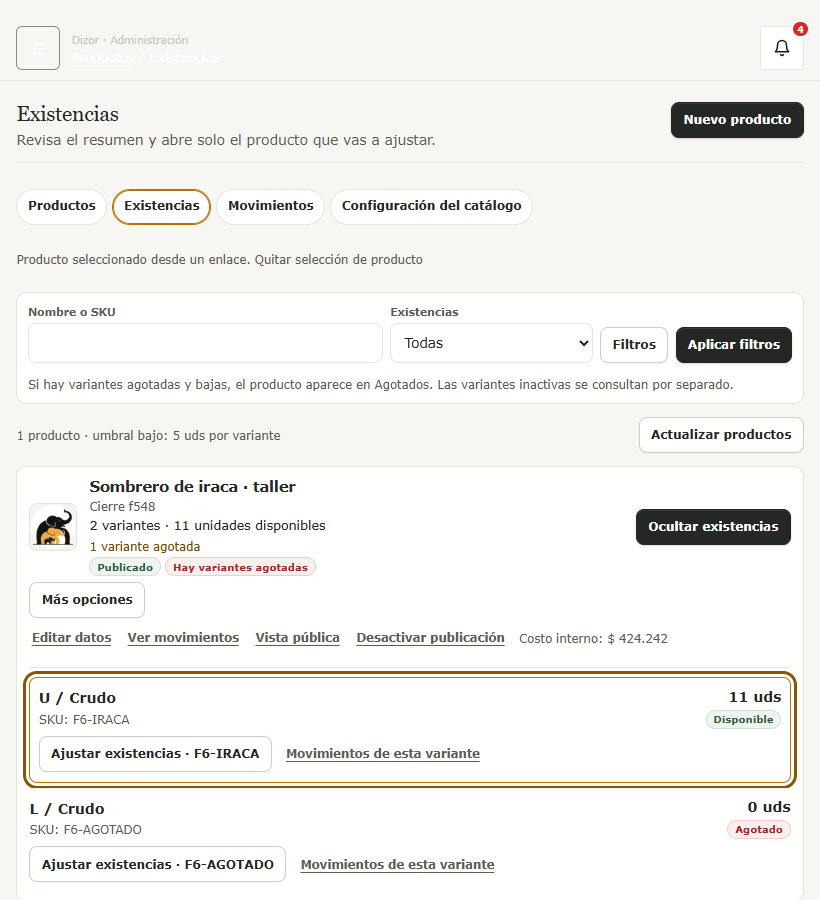 Dizor · Administración
Productos / Existencias
4
Existencias
Nuevo producto
Revisa el resumen y abre solo el producto que vas a ajustar.
Productos
Existencias
Movimientos
Configuración del catálogo
Producto seleccionado desde un enlace. Quitar selección de producto
Nombre o SKU
Existencias
Todas
Filtros
Aplicar filtros
Si hay variantes agotadas y bajas, el producto aparece en Agotados. Las variantes inactivas se consultan por separado.
1 producto · umbral bajo: 5 uds por variante
Actualizar productos
Sombrero de iraca · taller
Cierre f548
2 variantes · 11 unidades disponibles
1 variante agotada
Publicado
Hay variantes agotadas
Ocultar existencias
Más opciones
Editar datos
Ver movimientos
Vista pública
Desactivar publicación
Costo interno: $ 424.242
U / Crudo
11 uds
SKU: F6-IRACA
Disponible
Ajustar existencias · F6-IRACA
Movimientos de esta variante
L / Crudo
0 uds
SKU: F6-AGOTADO
Agotado
Ajustar existencias · F6-AGOTADO
Movimientos de esta variante